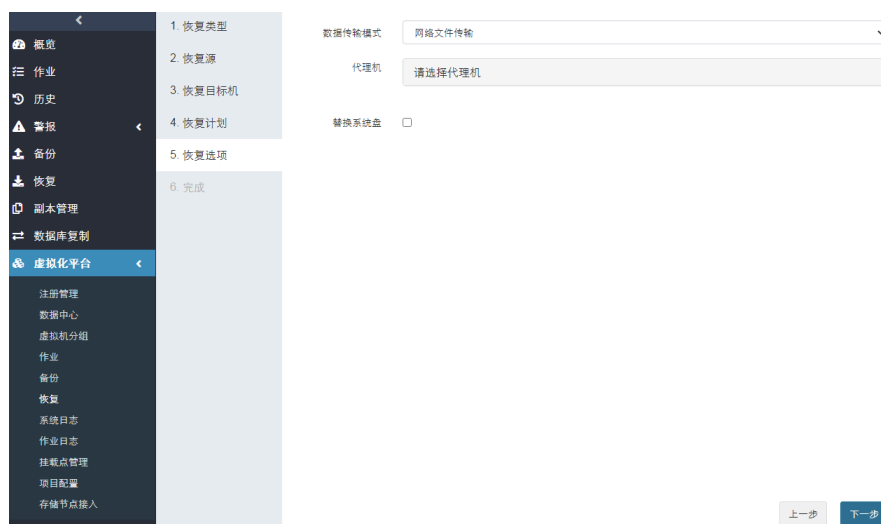 概览
作业
历史
警报
备份
恢复
副本管理
数据库复制
虚拟化平台
注册管理
数据中心
虚拟机分组
作业
备份
恢复
系统日志
作业日志
挂载点管理
项目配置
存储节点接入
1. 恢复类型
2. 恢复源
3. 恢复目标机
4. 恢复计划
5. 恢复选项
6. 完成
数据传输模式 网络文件传输
代理机 请选择代理机
替换系统盘
上一步 下一步